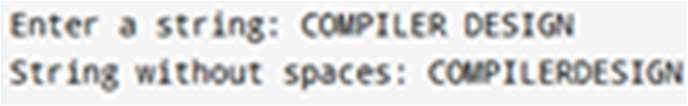 Enter a string: COMPILER DESIGN
String without spaces: COMPILERDESIGN